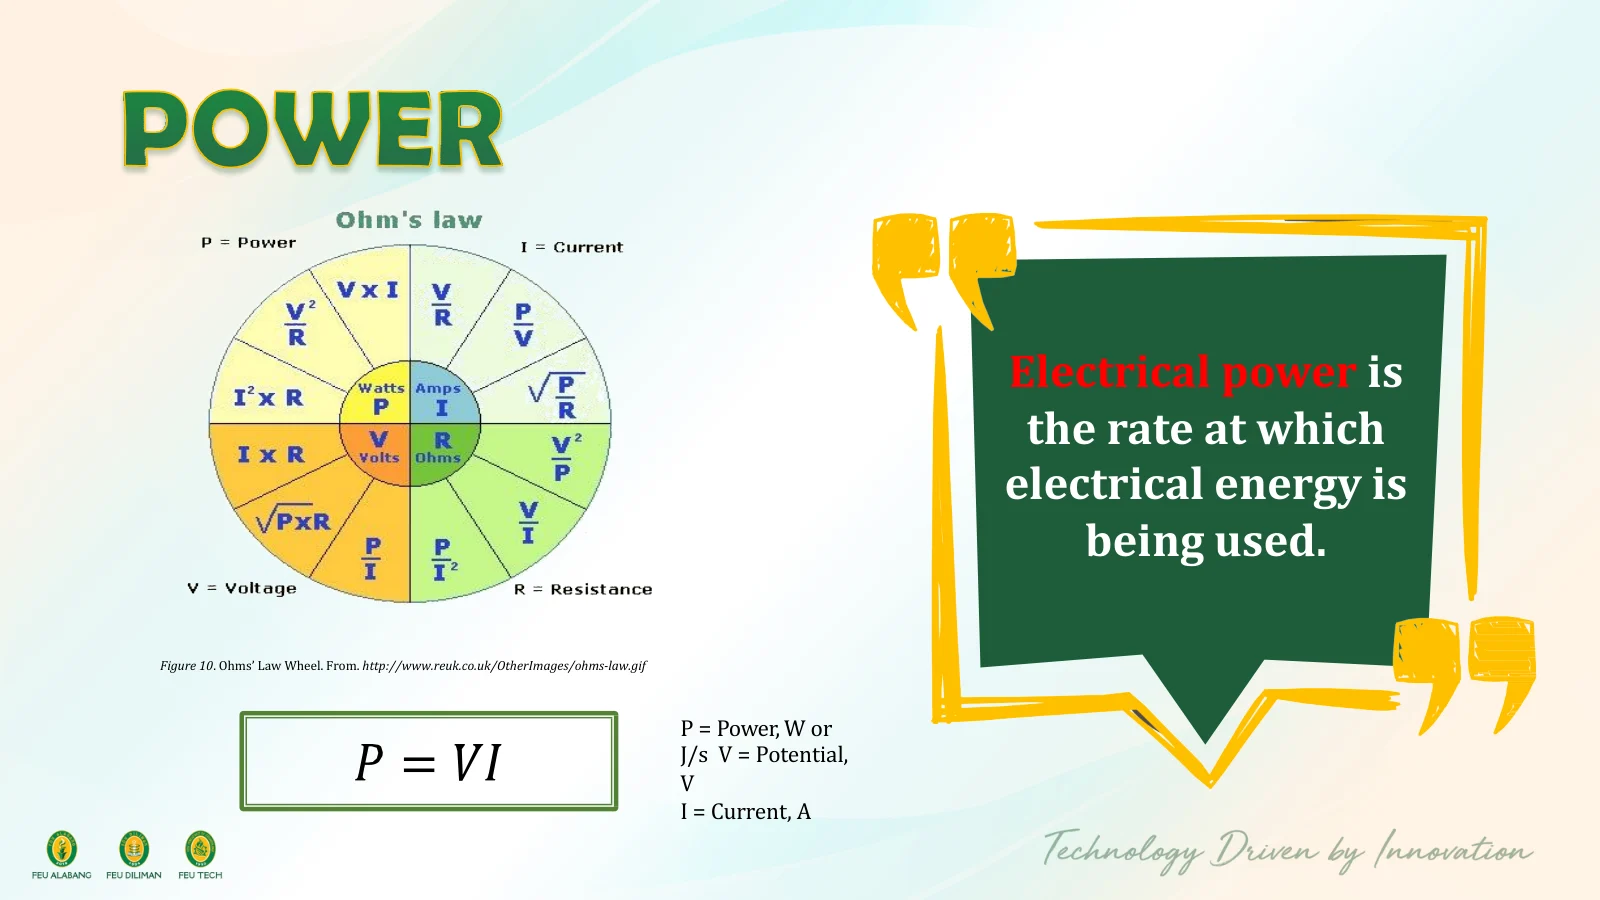 POWER
Ohm's law
P = Power
I = Current
V x I
V
R
V²
R
P
V
I² x R
√P
R
Watts
P
Amps
I
V
Volts
R
Ohms
I x R
V²
P
√PxR
V
I
P
I
P
I²
V = Voltage
R = Resistance
Figure 10. Ohms’ Law Wheel. From. http://www.reuk.co.uk/OtherImages/ohms-law.gif
P = VI
P = Power, W or
J/s V = Potential,
V
I = Current, A
Electrical power is
the rate at which
electrical energy is
being used.
FEU ALABANG
FEU DILIMAN
FEU TECH
Technology Driven by Innovation